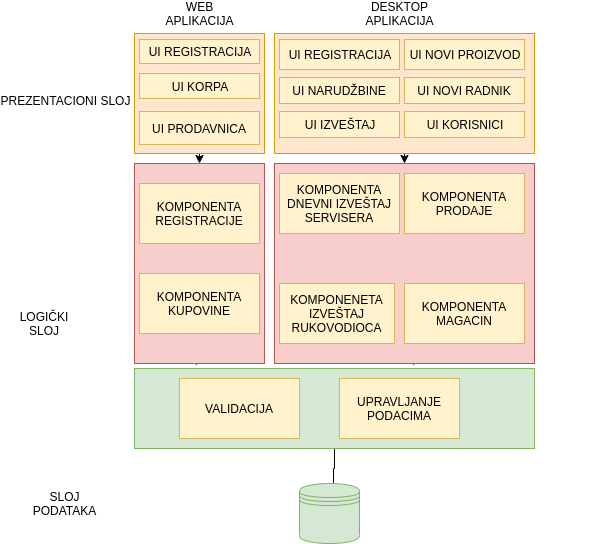 WEB
APLIKACIJA
DESKTOP
APLIKACIJA
PREZENTACIONI SLOJ
UI REGISTRACIJA
UI KORPA
UI PRODAVNICA
UI REGISTRACIJA
UI NOVI PROIZVOD
UI NARUDŽBINE
UI NOVI RADNIK
UI IZVEŠTAJ
UI KORISNICI
LOGIČKI
SLOJ
KOMPONENTA
REGISTRACIJE
KOMPONENTA
KUPOVINE
KOMPONENTA
DNEVNI IZVEŠTAJ
SERVISERA
KOMPONENTA
PRODAJE
KOMPONENETA
IZVEŠTAJ
RUKOVODIOCA
KOMPONENTA
MAGACIN
VALIDACIJA
UPRAVLJANJE
PODACIMA
SLOJ
PODATAKA